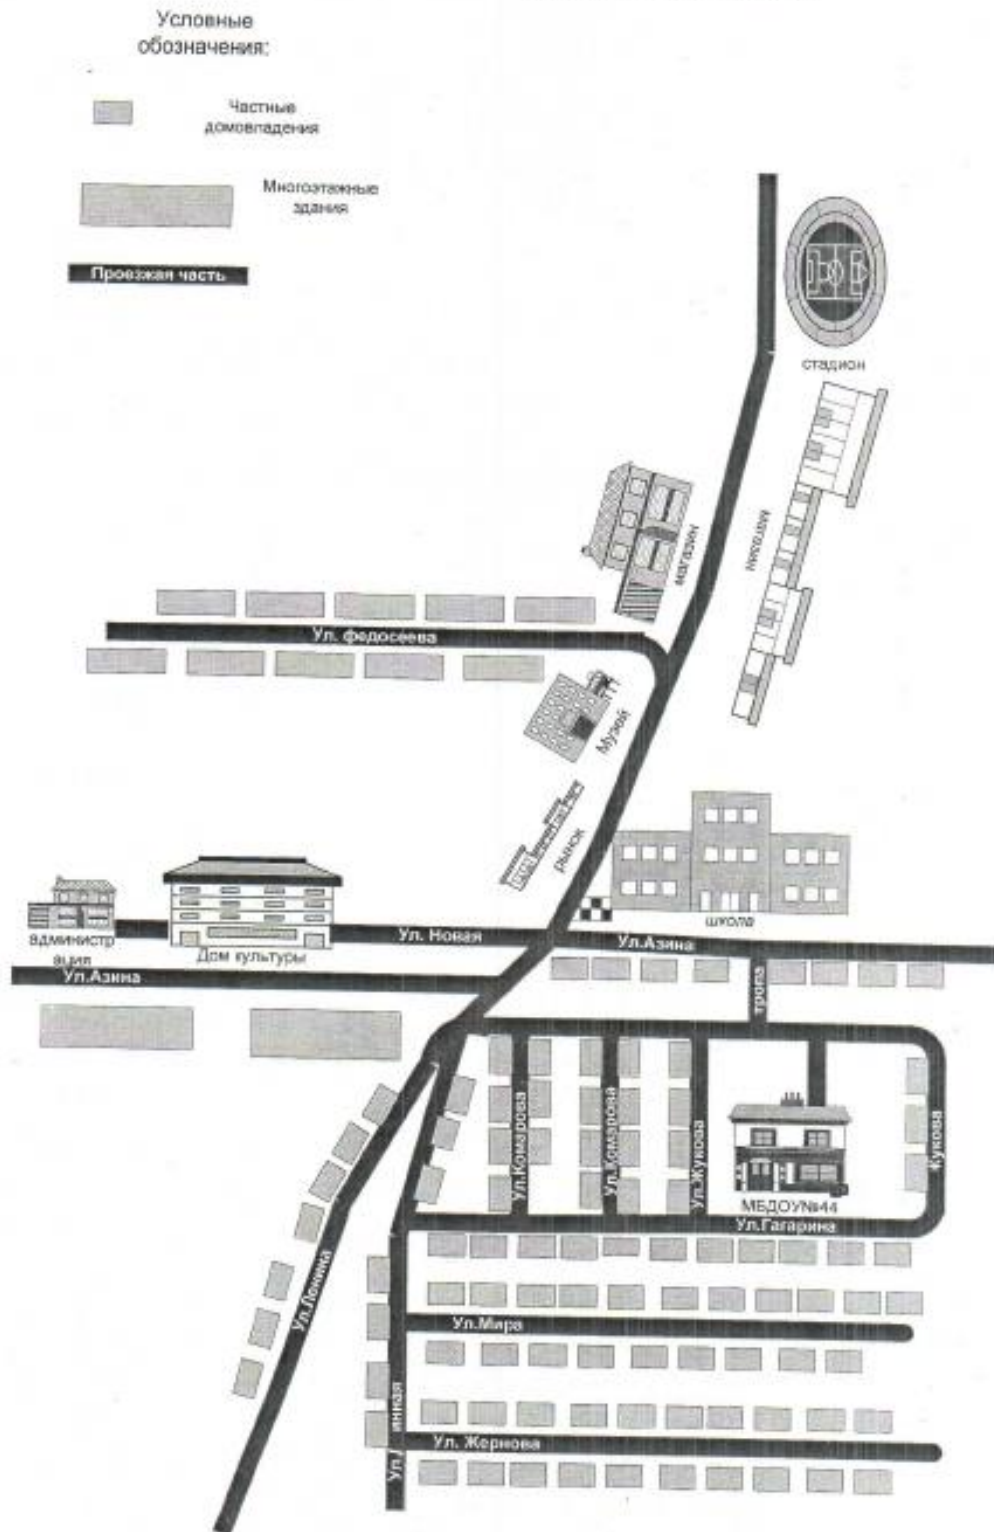 Условные
обозначения:
Частные
домовладения
Многоэтажные
здания
Проезжая часть
стадион
магазин
магазин
Ул. федосеева
Музей
рынок
школа
администр
ация
Дом культуры
Ул. Новая
Ул.Азина
Ул.Азина
тропа
Ул.Комарова
Ул.Комарова
Ул.Жукова
МБДОУ№44
Ул.Гагарина
Ул.Ленина
Ул.Мира
Ул. Жернова